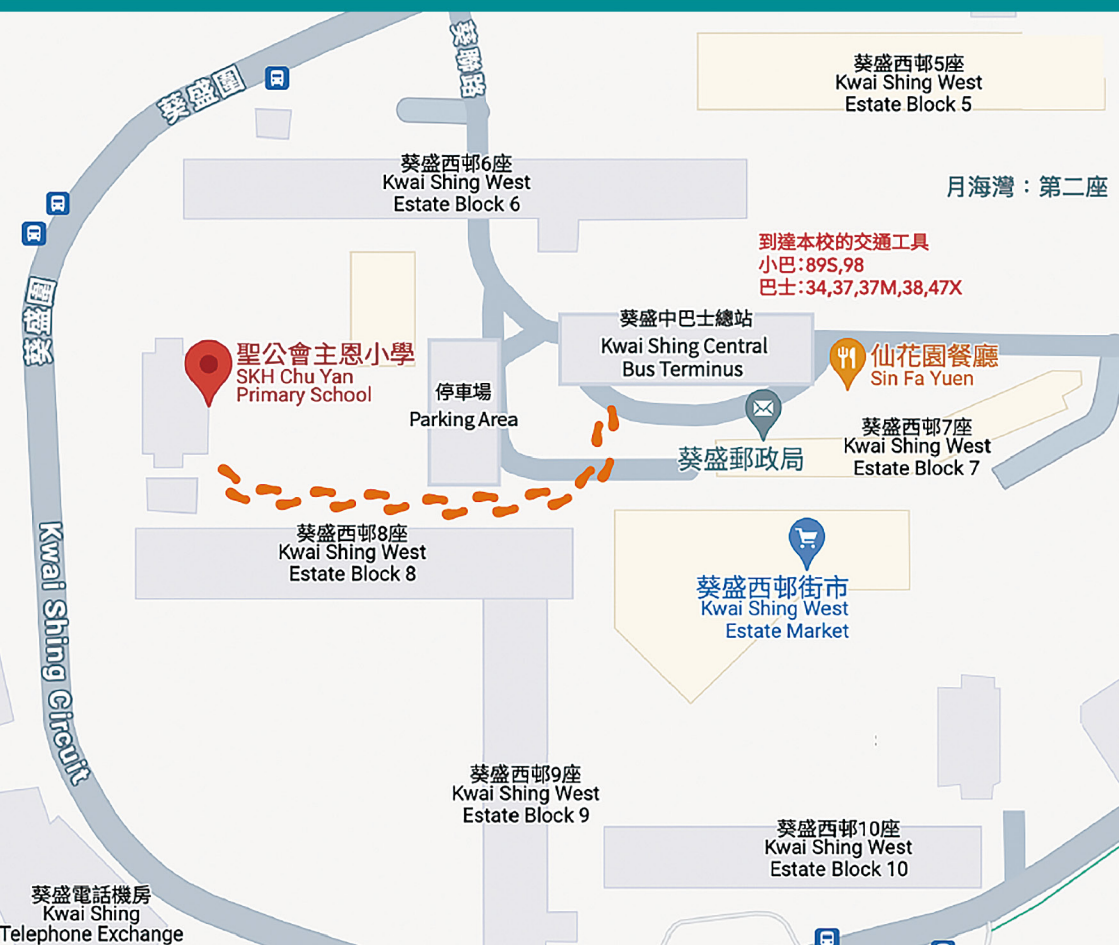 葵聯路
葵盛圍
葵盛西邨5座
Kwai Shing West
Estate Block 5
葵盛西邨6座
Kwai Shing West
Estate Block 6
月海灣：第二座
到達本校的交通工具
小巴：89S,98
巴士：34,37,37M,38,47X
葵盛圍
葵盛中巴士總站
Kwai Shing Central
Bus Terminus
聖公會主恩小學
SKH Chu Yan
Primary School
仙花園餐廳
Sin Fa Yuen
停車場
Parking Area
葵盛西邨7座
Kwai Shing West
Estate Block 7
葵盛郵政局
葵盛西邨8座
Kwai Shing West
Estate Block 8
葵盛西邨街市
Kwai Shing West
Estate Market
Kwai Shing Circuit
葵盛西邨9座
Kwai Shing West
Estate Block 9
葵盛西邨10座
Kwai Shing West
Estate Block 10
葵盛電話機房
Kwai Shing
Telephone Exchange